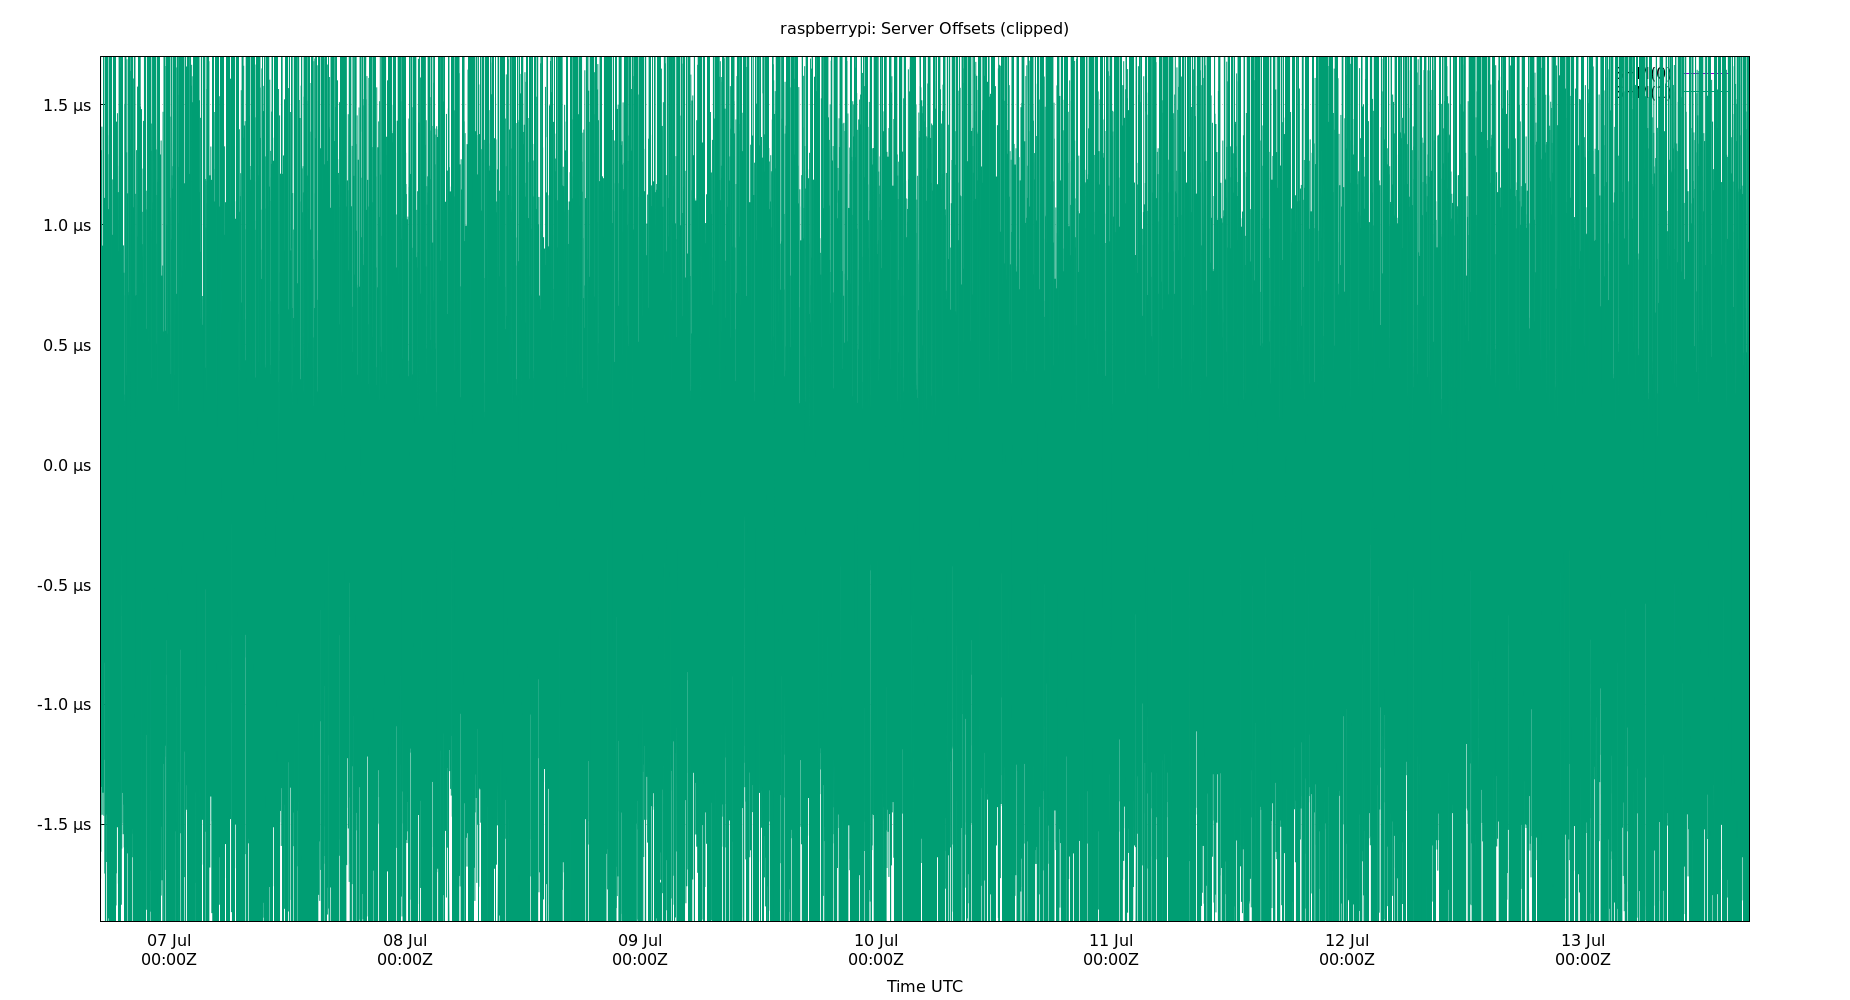 raspberrypi: Server Offsets (clipped)
1.5 µs
1.0 µs
0.5 µs
0.0 µs
-0.5 µs
-1.0 µs
-1.5 µs
07 Jul 08 Jul 09 Jul 10 Jul 11 Jul 12 Jul 13 Jul
00:00Z 00:00Z 00:00Z 00:00Z 00:00Z 00:00Z 00:00Z
Time UTC